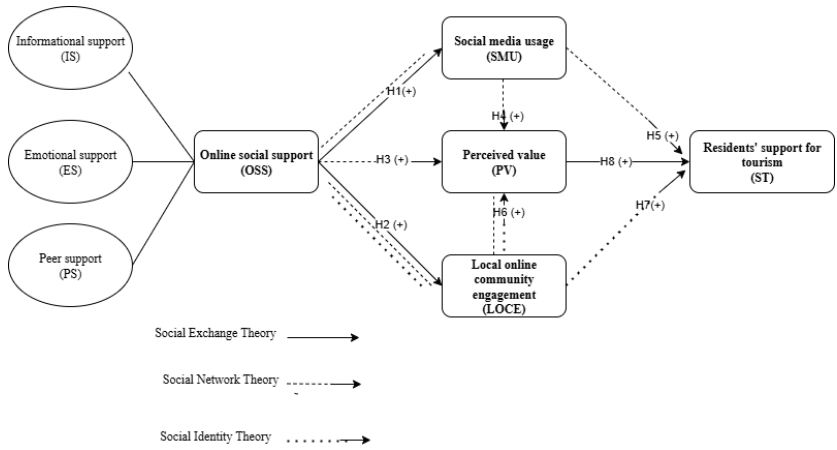 Informational support
(IS)
Emotional support
(ES)
Peer support
(PS)
Online social support
(OSS)
H1(+)
H3 (+)
H2 (+)
Social media usage
(SMU)
H4 (+)
Perceived value
(PV)
H6 (+)
Local online
community
engagement
(LOCE)
H5 (+)
H8 (+)
H7(+)
Residents' support for
tourism
(ST)
Social Exchange Theory
Social Network Theory
Social Identity Theory